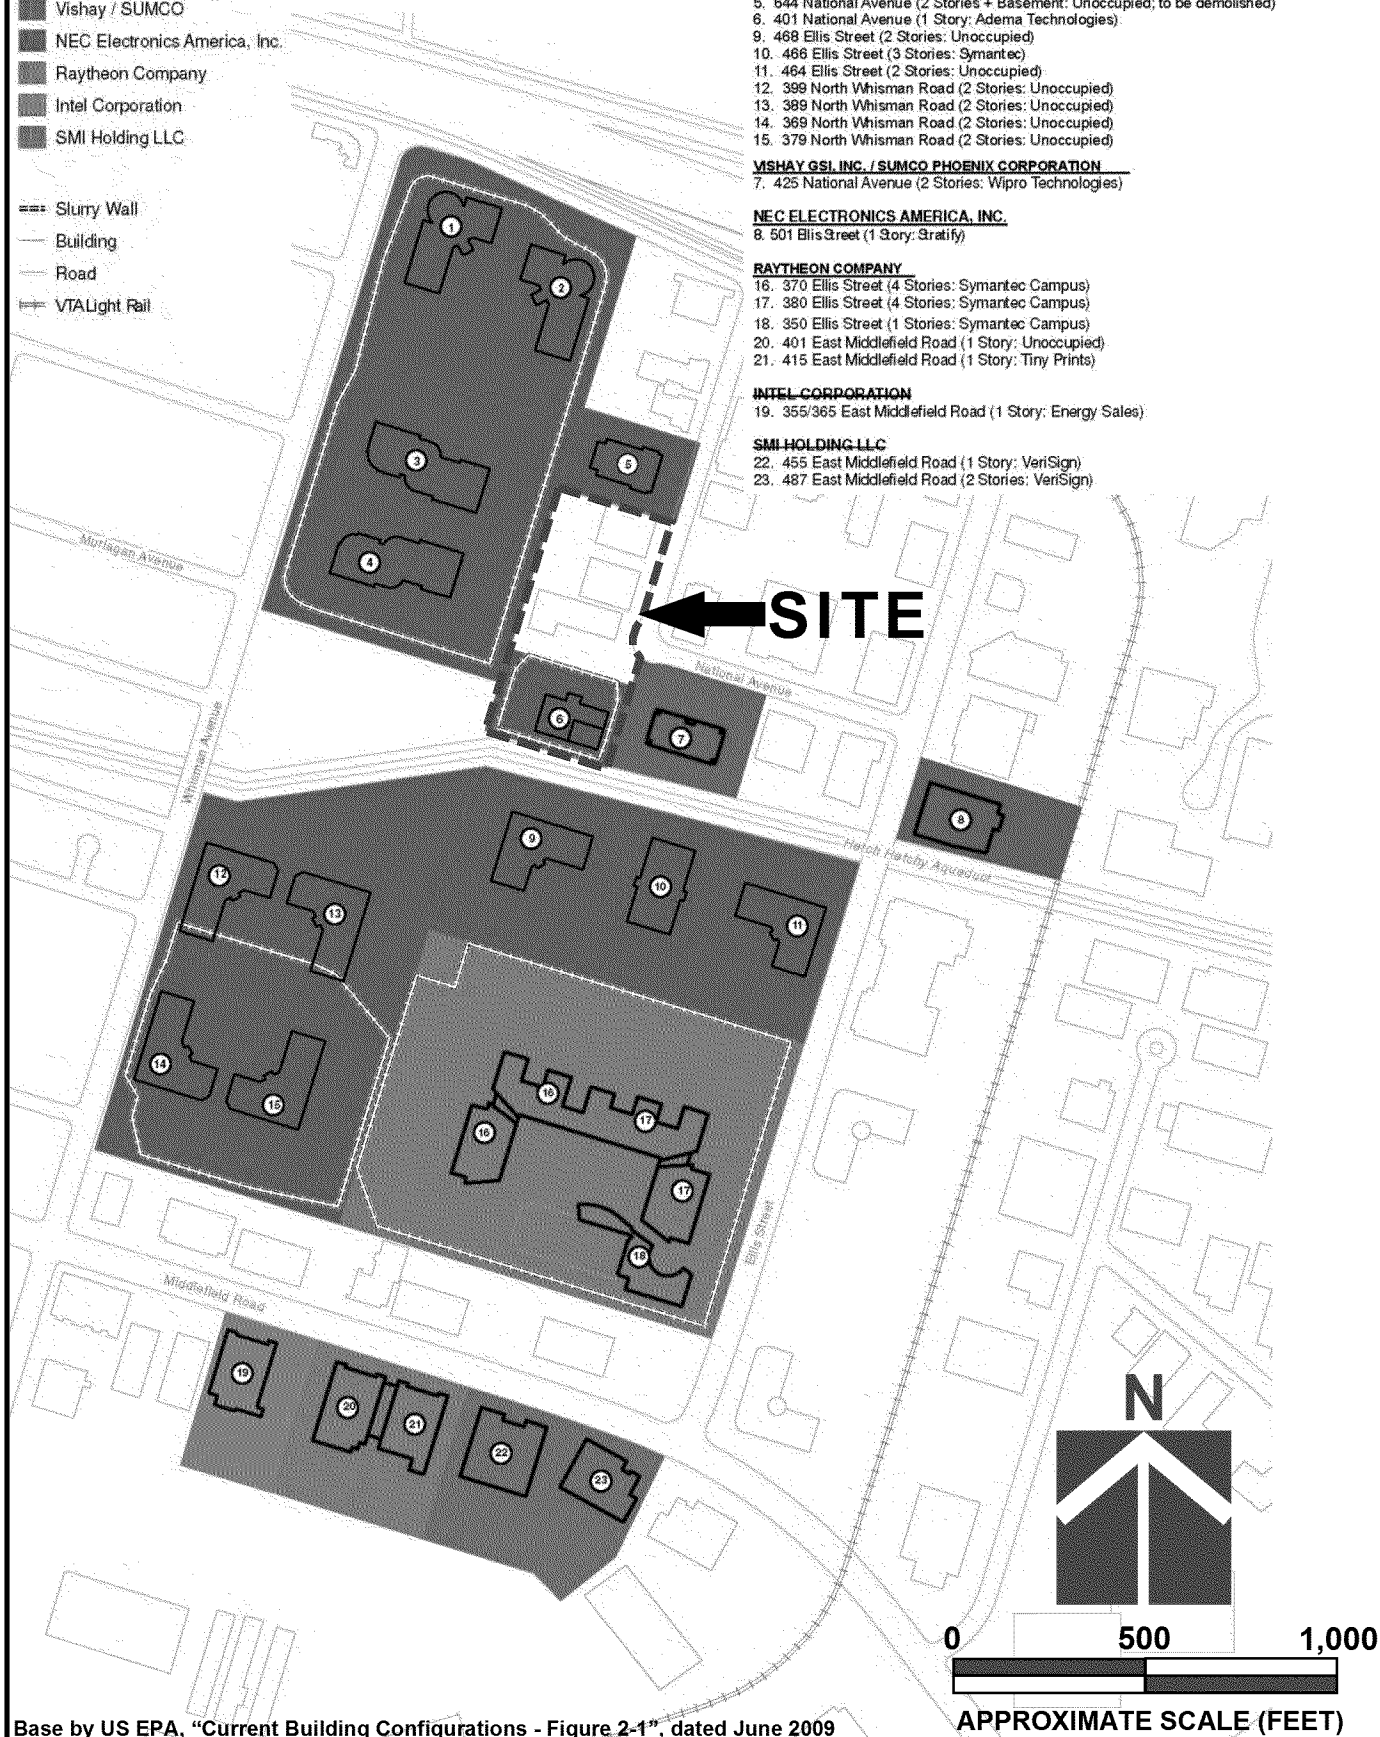 Vishay / SUMCO
NEC Electronics America, Inc.
Raytheon Company
Intel Corporation
SMI Holding LLC
Slurry Wall
Building
Road
VTALight Rail
5. 644 National Avenue (2 Stories + Basement: Unoccupied; to be demolished)
6. 401 National Avenue (1 Story: Adema Technologies)
9. 468 Ellis Street (2 Stories: Unoccupied)
10. 466 Ellis Street (3 Stories: Symantec)
11. 464 Ellis Street (2 Stories: Unoccupied)
12. 399 North Whisman Road (2 Stories: Unoccupied)
13. 389 North Whisman Road (2 Stories: Unoccupied)
14. 369 North Whisman Road (2 Stories: Unoccupied)
15. 379 North Whisman Road (2 Stories: Unoccupied)
VISHAY GSI, INC. / SUMCO PHOENIX CORPORATION
7. 425 National Avenue (2 Stories: Wipro Technologies)
NEC ELECTRONICS AMERICA, INC.
8. 501 Ellis Street (1 Story: Stratify)
RAYTHEON COMPANY
16. 370 Ellis Street (4 Stories: Symantec Campus)
17. 380 Ellis Street (4 Stories: Symantec Campus)
18. 350 Ellis Street (1 Stories: Symantec Campus)
20. 401 East Middlefield Road (1 Story: Unoccupied)
21. 415 East Middlefield Road (1 Story: Tiny Prints)
INTEL CORPORATION
19. 355/365 East Middlefield Road (1 Story: Energy Sales)
SMI HOLDING LLC
22. 455 East Middlefield Road (1 Story: VeriSign)
23. 487 East Middlefield Road (2 Stories: VeriSign)
1
2
3
5
4
Murlagan Avenue
SITE
National Avenue
6
7
Whisman Avenue
8
9
Hetch Hetchy Aqueduct
12
10
13
11
14
15
16
17
16
17
Ellis Street
18
Middlefield Road
19
20
21
22
23
N
0 500 1,000
APPROXIMATE SCALE (FEET)
Base by US EPA, “Current Building Configurations - Figure 2-1”, dated June 2009